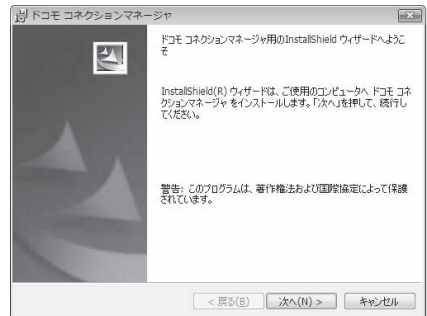 ドコモ コネクションマネージャ
ドコモ コネクションマネージャ用のInstallShield ウィザードへようこ
そ
InstallShield(R) ウィザードは、ご使用のコンピュータへ ドコモ コネ
クションマネージャ をインストールします。「次へ」を押して、続行し
てください。
警告: このプログラムは、著作権法および国際協定によって保護
されています。
< 戻る(B)
次へ(N) >
キャンセル